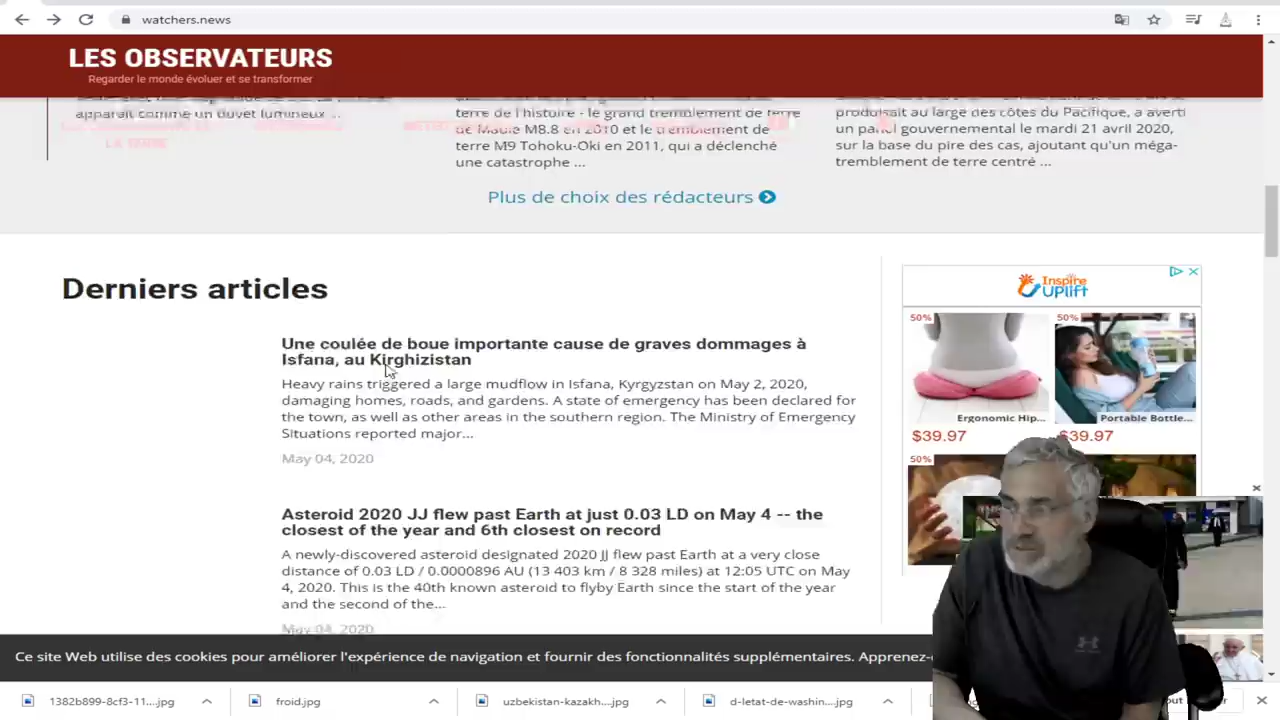 watchers.news
LES OBSERVATEURS
Regarder le monde évoluer et se transformer
apparaît comme un duvet lumineux ...
LA TERRE
terre de l'histoire - le grand tremblement de terre
de Maule M8.8 en 2010 et le tremblement de
terre M9 Tohoku-Oki en 2011, qui a déclenché
une catastrophe ...
produisait au large des côtes du Pacifique, a averti
un panel gouvernemental le mardi 21 avril 2020,
sur la base du pire des cas, ajoutant qu'un méga-
tremblement de terre centré ...
Plus de choix des rédacteurs
Derniers articles
Une coulée de boue importante cause de graves dommages à
Isfana, au Kirghizistan
Heavy rains triggered a large mudflow in Isfana, Kyrgyzstan on May 2, 2020,
damaging homes, roads, and gardens. A state of emergency has been declared for
the town, as well as other areas in the southern region. The Ministry of Emergency
Situations reported major...
May 04, 2020
Asteroid 2020 JJ flew past Earth at just 0.03 LD on May 4 -- the
closest of the year and 6th closest on record
A newly-discovered asteroid designated 2020 JJ flew past Earth at a very close
distance of 0.03 LD / 0.0000896 AU (13 403 km / 8 328 miles) at 12:05 UTC on May
4, 2020. This is the 40th known asteroid to flyby Earth since the start of the year
and the second of the...
May 04, 2020
Inspire
Uplift
50% 50%
Ergonomic Hip... Portable Bottle...
$39.97 $39.97
50%
Ce site Web utilise des cookies pour améliorer l'expérience de navigation et fournir des fonctionnalités supplémentaires. Apprenez-
1382b899-8cf3-11....jpg
froid.jpg
uzbekistan-kazakh....jpg
d-letat-de-washin....jpg